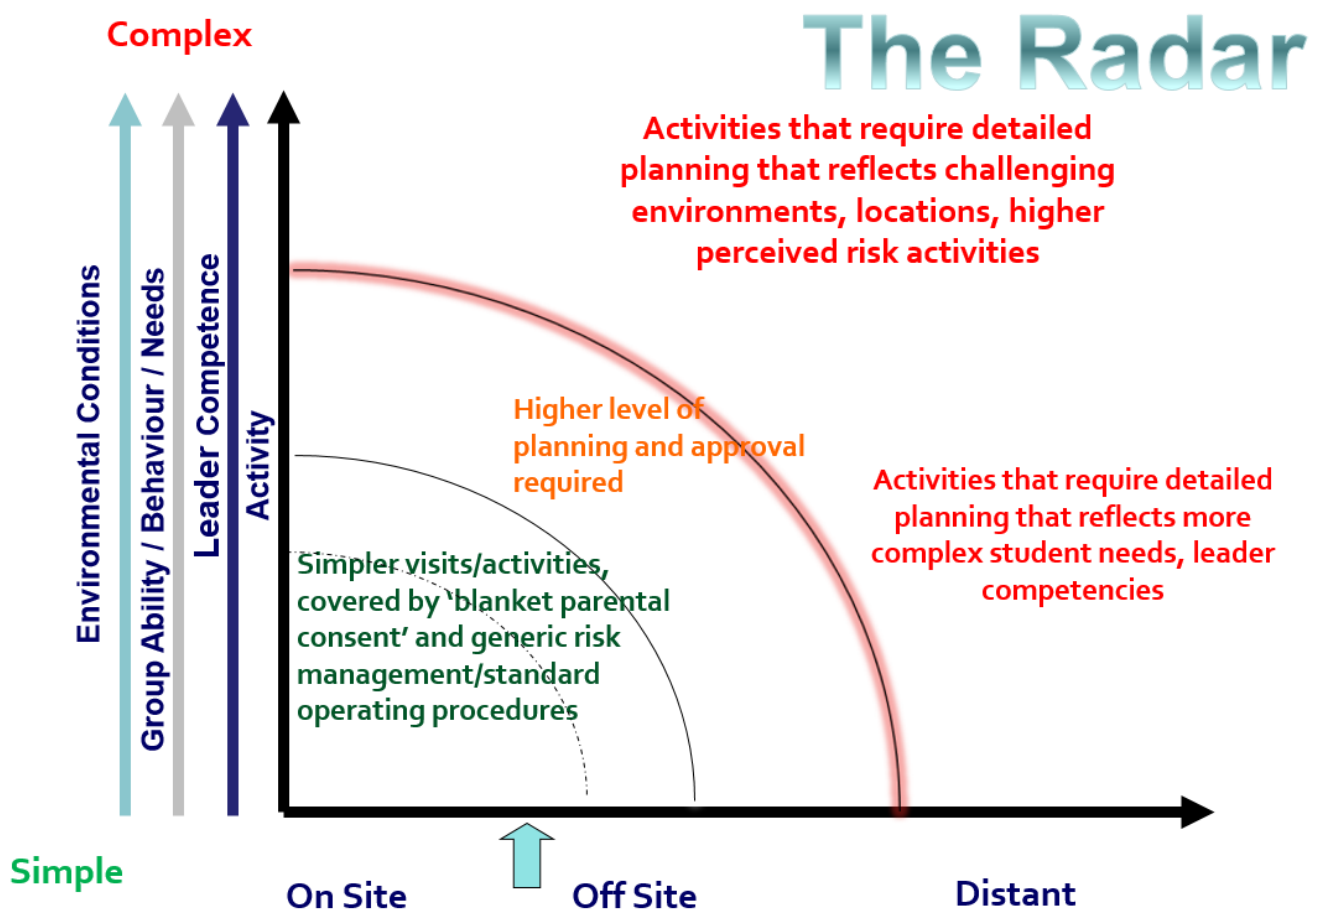 Complex
The Radar
Activities that require detailed
planning that reflects challenging
environments, locations, higher
perceived risk activities
Environmental Conditions
Group Ability / Behaviour / Needs
Leader Competence
Activity
Higher level of
planning and approval
required
Activities that require detailed
planning that reflects more
complex student needs, leader
competencies
Simpler visits/activities,
covered by ‘blanket parental
consent’ and generic risk
management/standard
operating procedures
Simple
On Site
Off Site
Distant